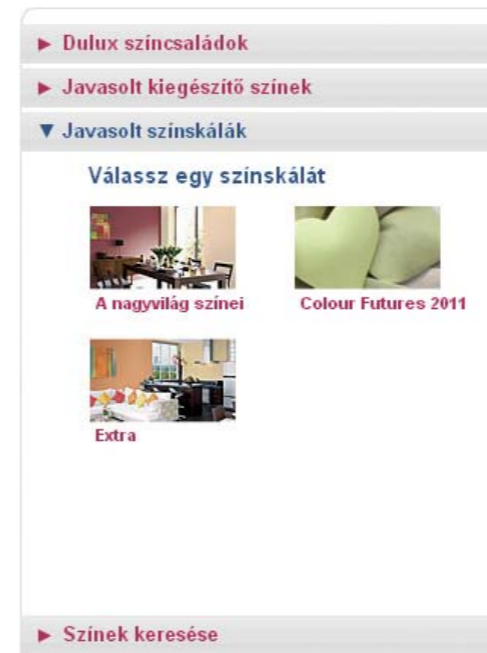 Dulux színcsaládok
Javasolt kiegészítő színek
Javasolt színskálák
Válassz egy színskálát
A nagyvilág színei
Colour Futures 2011
Extra
Színek keresése